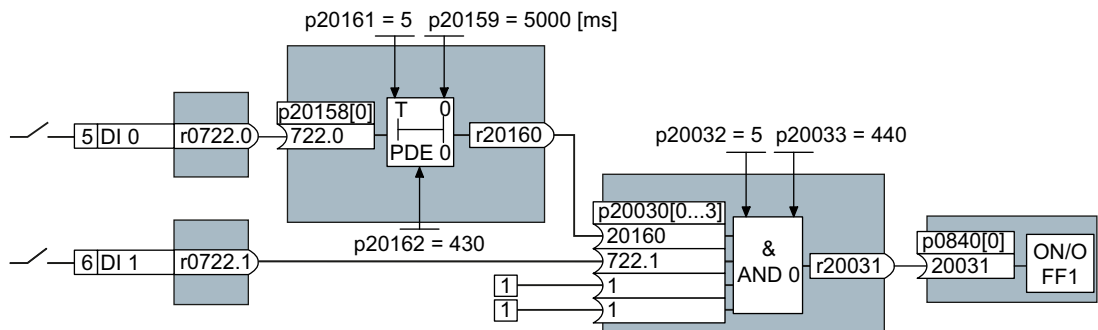 p20161 = 5 p20159 = 5000 [ms]
p20158[0]
T 0
5 DI 0 r0722.0 722.0 r20160
PDE 0
p20162 = 430
p20032 = 5 p20033 = 440
p20030[0...3]
20160
6 DI 1 r0722.1 722.1
&
AND 0
1 1
1 1
r20031
p0840[0]
20031
ON/O
FF1